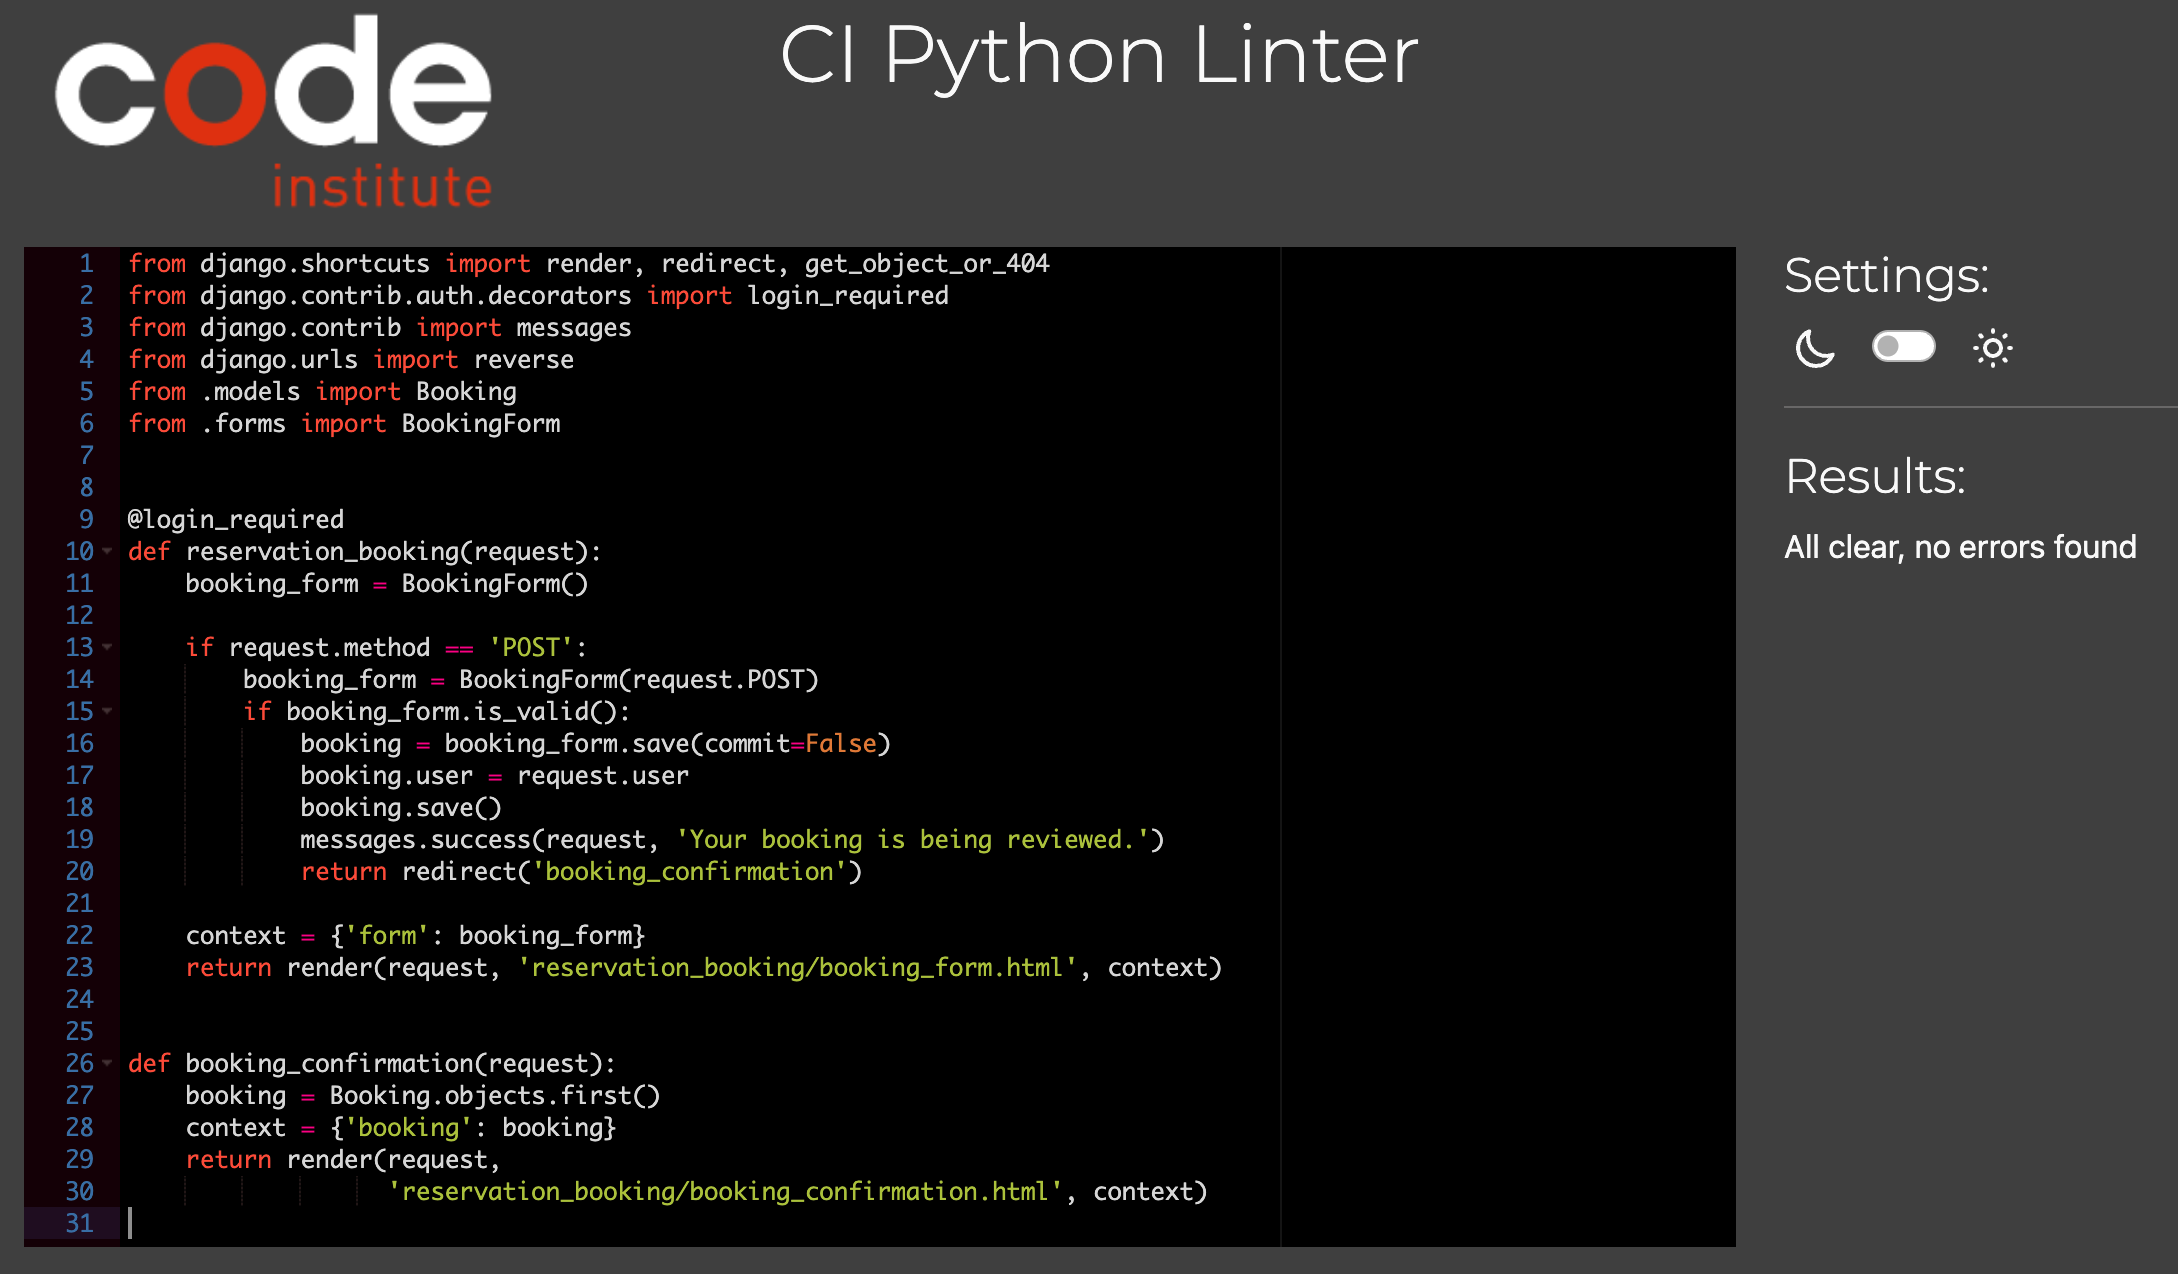 code
institute
CI Python Linter
1 from django.shortcuts import render, redirect, get_object_or_404
2 from django.contrib.auth.decorators import login_required
3 from django.contrib import messages
4 from django.urls import reverse
5 from .models import Booking
6 from .forms import BookingForm
7
8
9 @login_required
10 def reservation_booking(request):
11     booking_form = BookingForm()
12
13     if request.method == 'POST':
14         booking_form = BookingForm(request.POST)
15         if booking_form.is_valid():
16             booking = booking_form.save(commit=False)
17             booking.user = request.user
18             booking.save()
19             messages.success(request, 'Your booking is being reviewed.')
20             return redirect('booking_confirmation')
21
22     context = {'form': booking_form}
23     return render(request, 'reservation_booking/booking_form.html', context)
24
25
26 def booking_confirmation(request):
27     booking = Booking.objects.first()
28     context = {'booking': booking}
29     return render(request,
30                   'reservation_booking/booking_confirmation.html', context)
31
Settings:
Results:
All clear, no errors found